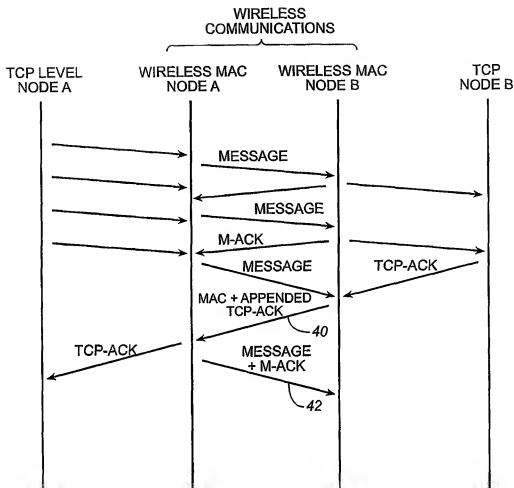 WIRELESS
COMMUNICATIONS
TCP LEVEL
NODE A
WIRELESS MAC
NODE A
WIRELESS MAC
NODE B
TCP
NODE B
MESSAGE
MESSAGE
M-ACK
MESSAGE
TCP-ACK
MAC + APPENDED
TCP-ACK
40
TCP-ACK
MESSAGE
+ M-ACK
42